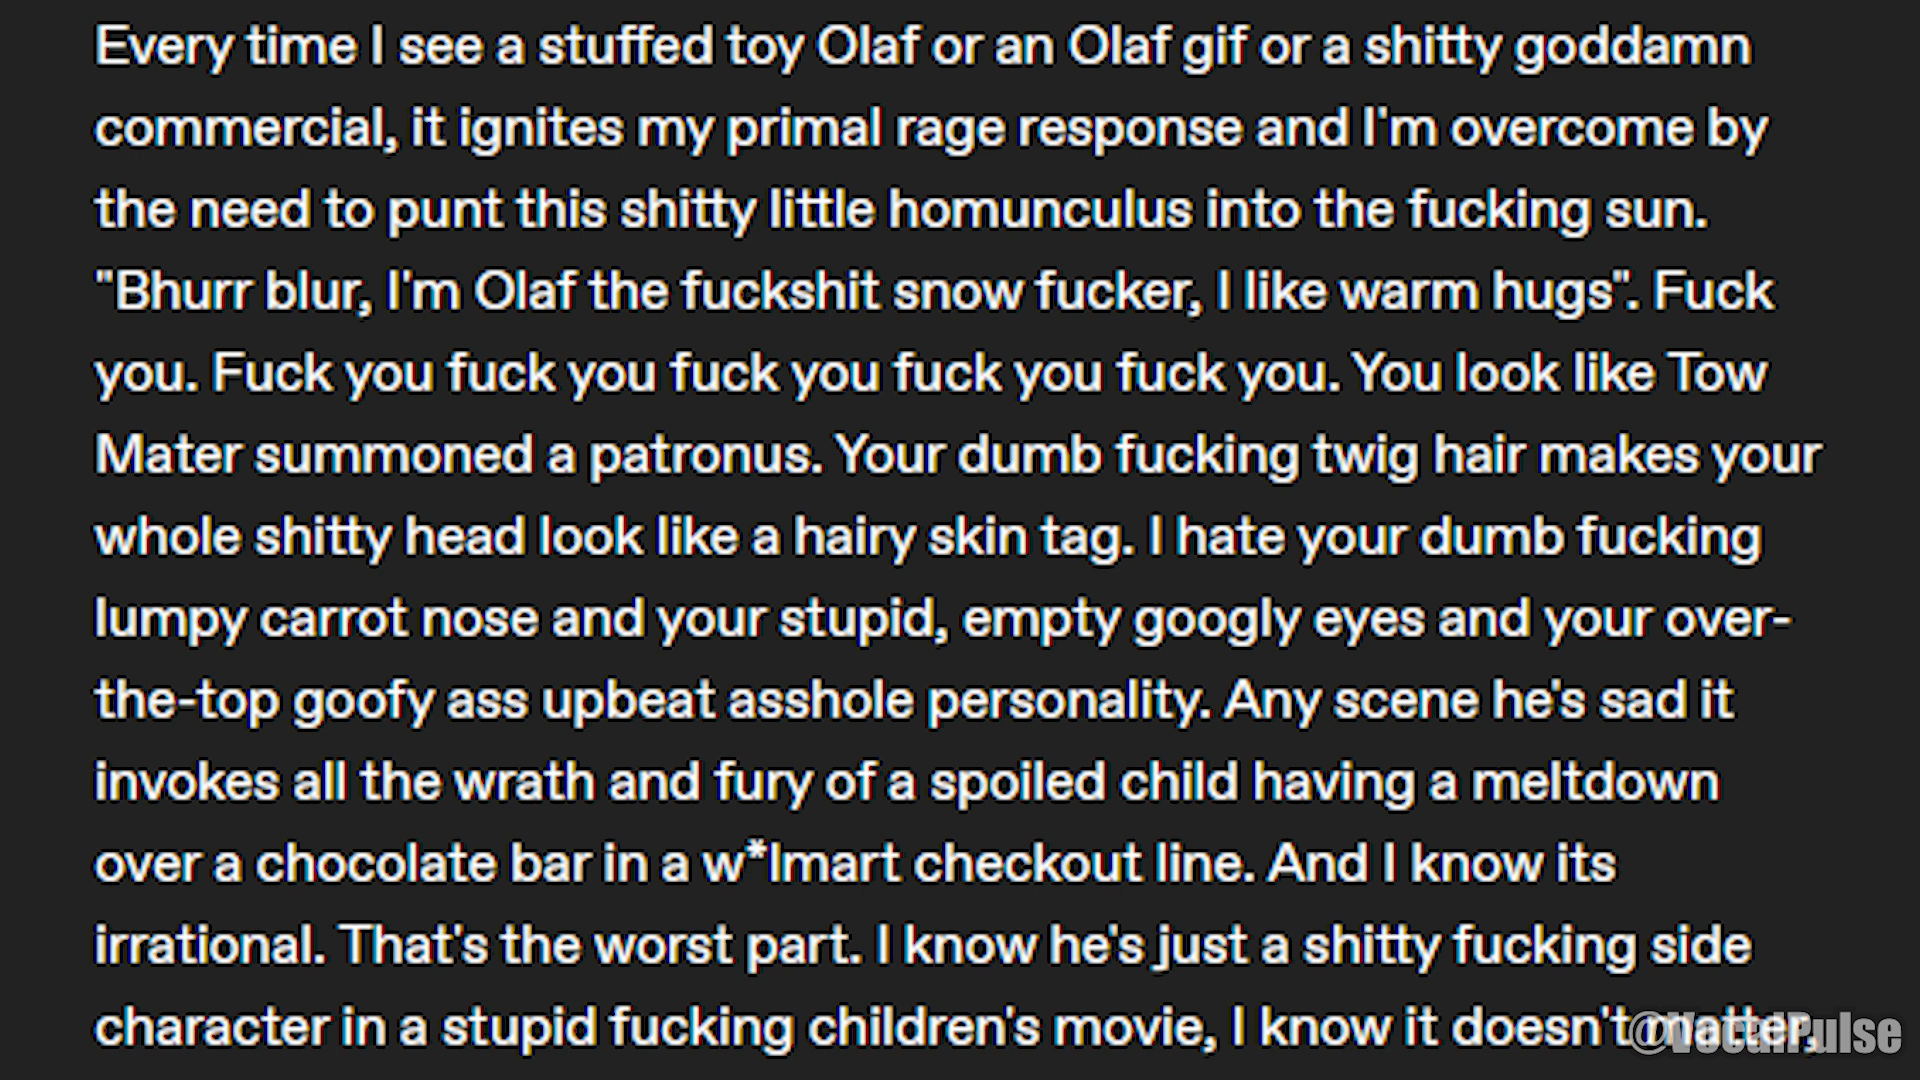 Every time I see a stuffed toy Olaf or an Olaf gif or a shitty goddamn
commercial, it ignites my primal rage response and I'm overcome by
the need to punt this shitty little homunculus into the fucking sun.
"Bhurr blur, I'm Olaf the fuckshit snow fucker, I like warm hugs". Fuck
you. Fuck you fuck you fuck you fuck you fuck you. You look like Tow
Mater summoned a patronus. Your dumb fucking twig hair makes your
whole shitty head look like a hairy skin tag. I hate your dumb fucking
lumpy carrot nose and your stupid, empty googly eyes and your over-
the-top goofy ass upbeat asshole personality. Any scene he's sad it
invokes all the wrath and fury of a spoiled child having a meltdown
over a chocolate bar in a w*lmart checkout line. And I know its
irrational. That's the worst part. I know he's just a shitty fucking side
character in a stupid fucking children's movie, I know it doesn't matter,
@VocalPulse